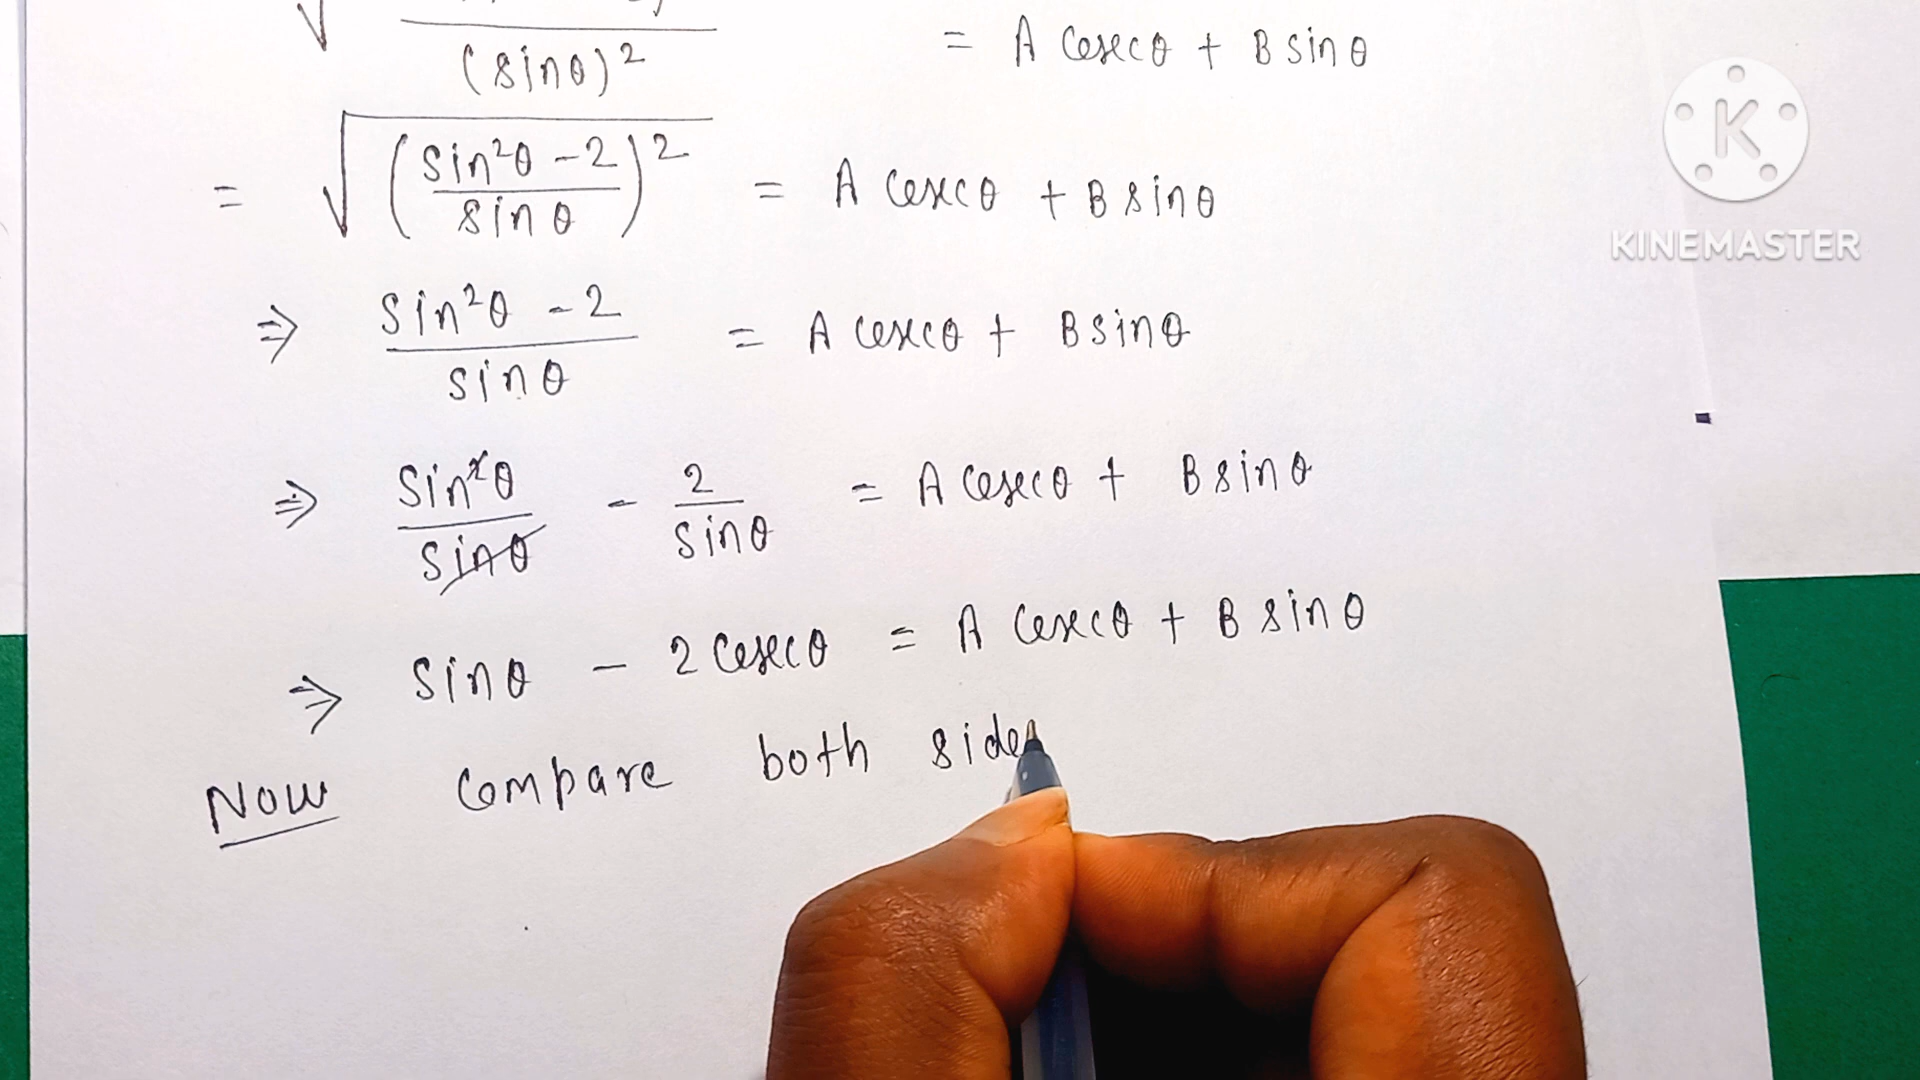 (sinθ)² = A cosecθ + B sinθ
= √((sin²θ - 2)/sinθ)² = A cosecθ + B sinθ
K
KINEMASTER
⇒ (sin²θ - 2)/sinθ = A cosecθ + B sinθ
⇒ sin²θ/sinθ - 2/sinθ = A cosecθ + B sinθ
⇒ sinθ - 2 cosecθ = A cosecθ + B sinθ
Now compare both side